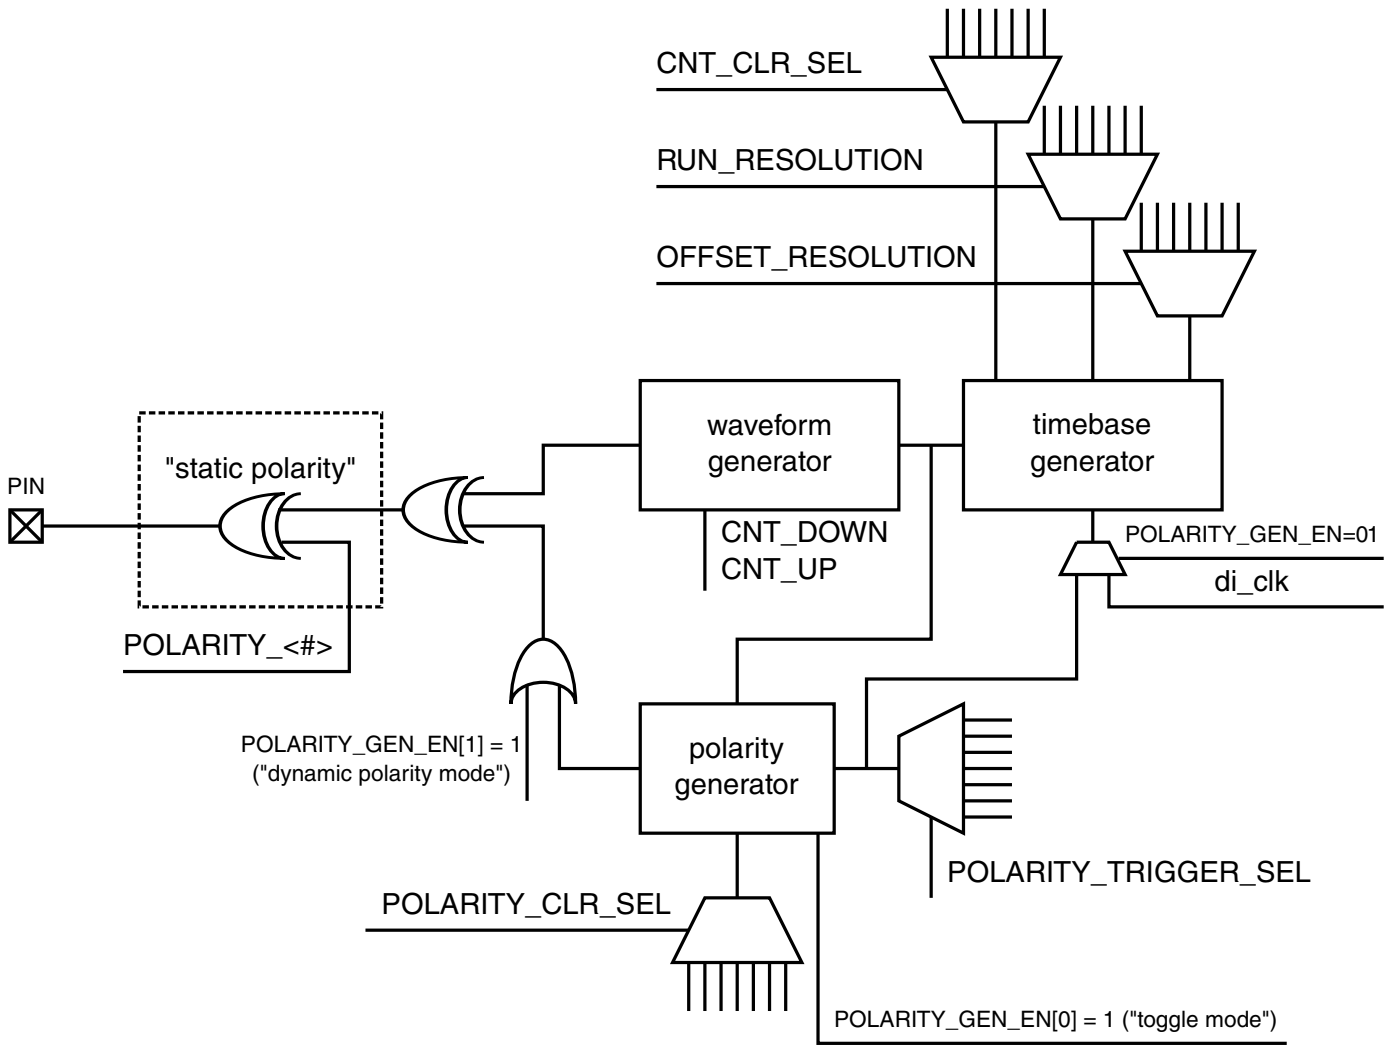 CNT_CLR_SEL
RUN_RESOLUTION
OFFSET_RESOLUTION
waveform
generator
timebase
generator
"static polarity"
PIN
CNT_DOWN
CNT_UP
POLARITY_GEN_EN=01
di_clk
POLARITY_<#>
POLARITY_GEN_EN[1] = 1
("dynamic polarity mode")
polarity
generator
POLARITY_TRIGGER_SEL
POLARITY_CLR_SEL
POLARITY_GEN_EN[0] = 1 ("toggle mode")